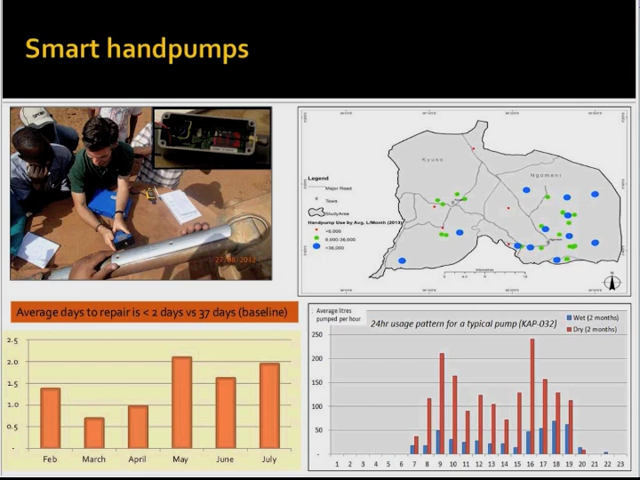 Smart handpumps
27/08/2012
Kyuso
Ngomeni
Legend
Major Road
Town
StudyArea
Handpump Use by Avg. L/Month (2013)
<6,000
6,000-36,000
>36,000
Average days to repair is < 2 days vs 37 days (baseline)
2.5
2.0
1.5
1.0
0.5
-
Feb March April May June July
Average litres
pumped per hour
24hr usage pattern for a typical pump (KAP-032)
Wet (2 months)
Dry (2 months)
250
200
150
100
50
-
1 2 3 4 5 6 7 8 9 10 11 12 13 14 15 16 17 18 19 20 21 22 23